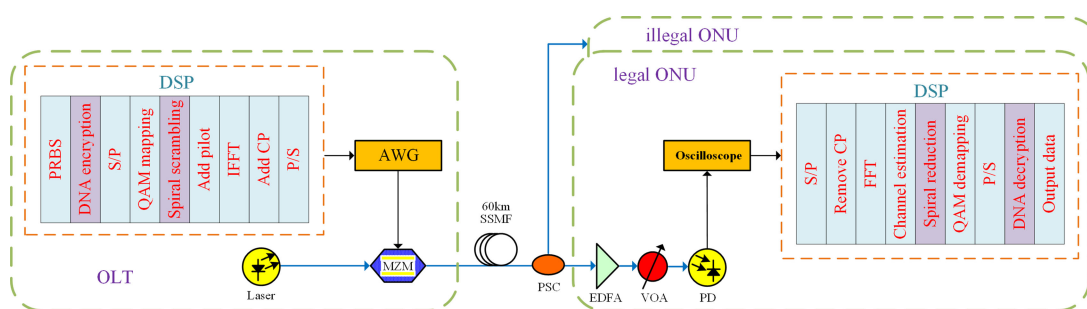 DSP
PRBS
DNA encryption
S/P
QAM mapping
Spiral scrambling
Add pilot
IFFT
Add CP
P/S
AWG
MZM
Laser
OLT
60km
SSMF
PSC
illegal ONU
legal ONU
EDFA
VOA
PD
Oscilloscope
DSP
S/P
Remove CP
FFT
Channel estimation
Spiral reduction
QAM demapping
P/S
DNA decryption
Output data